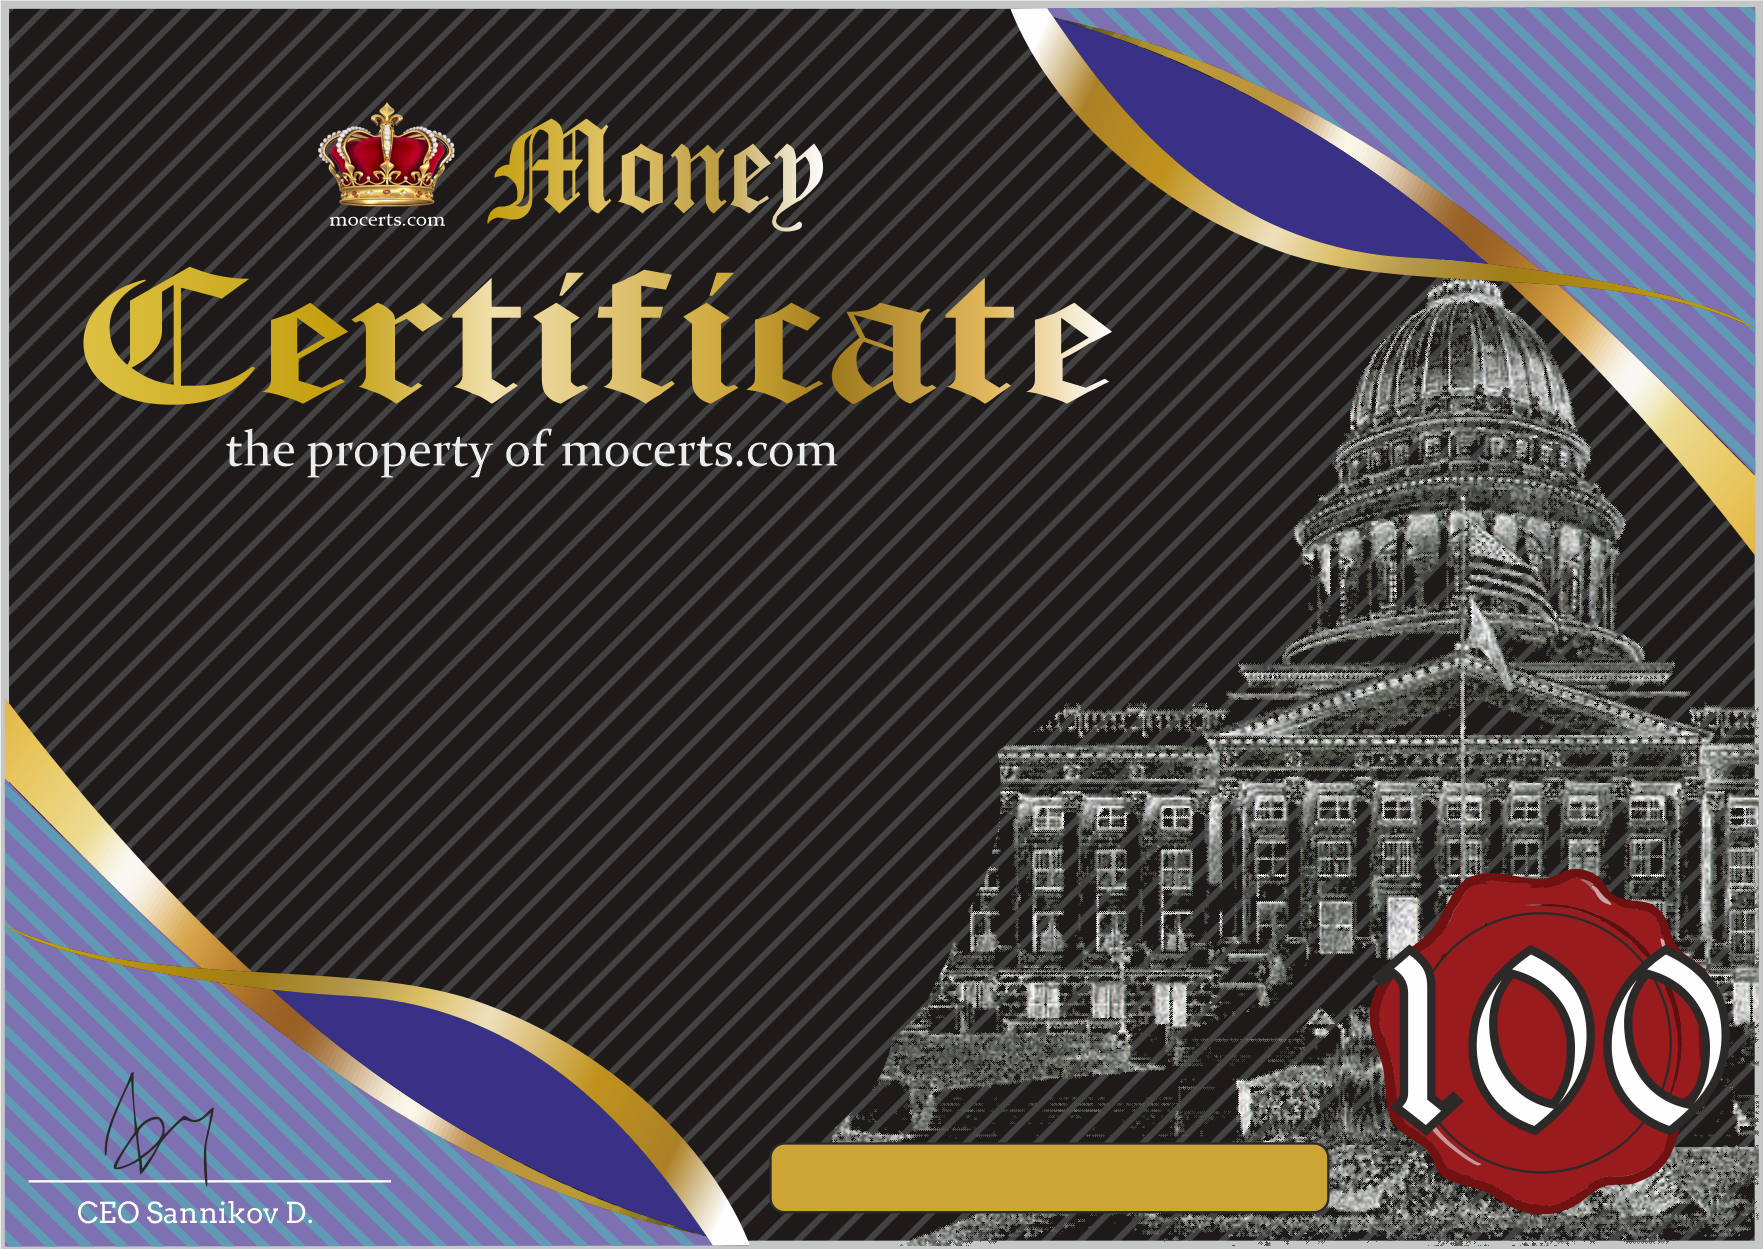 mocerts.com
Money
Certificate
the property of mocerts.com
100
CEO Sannikov D.